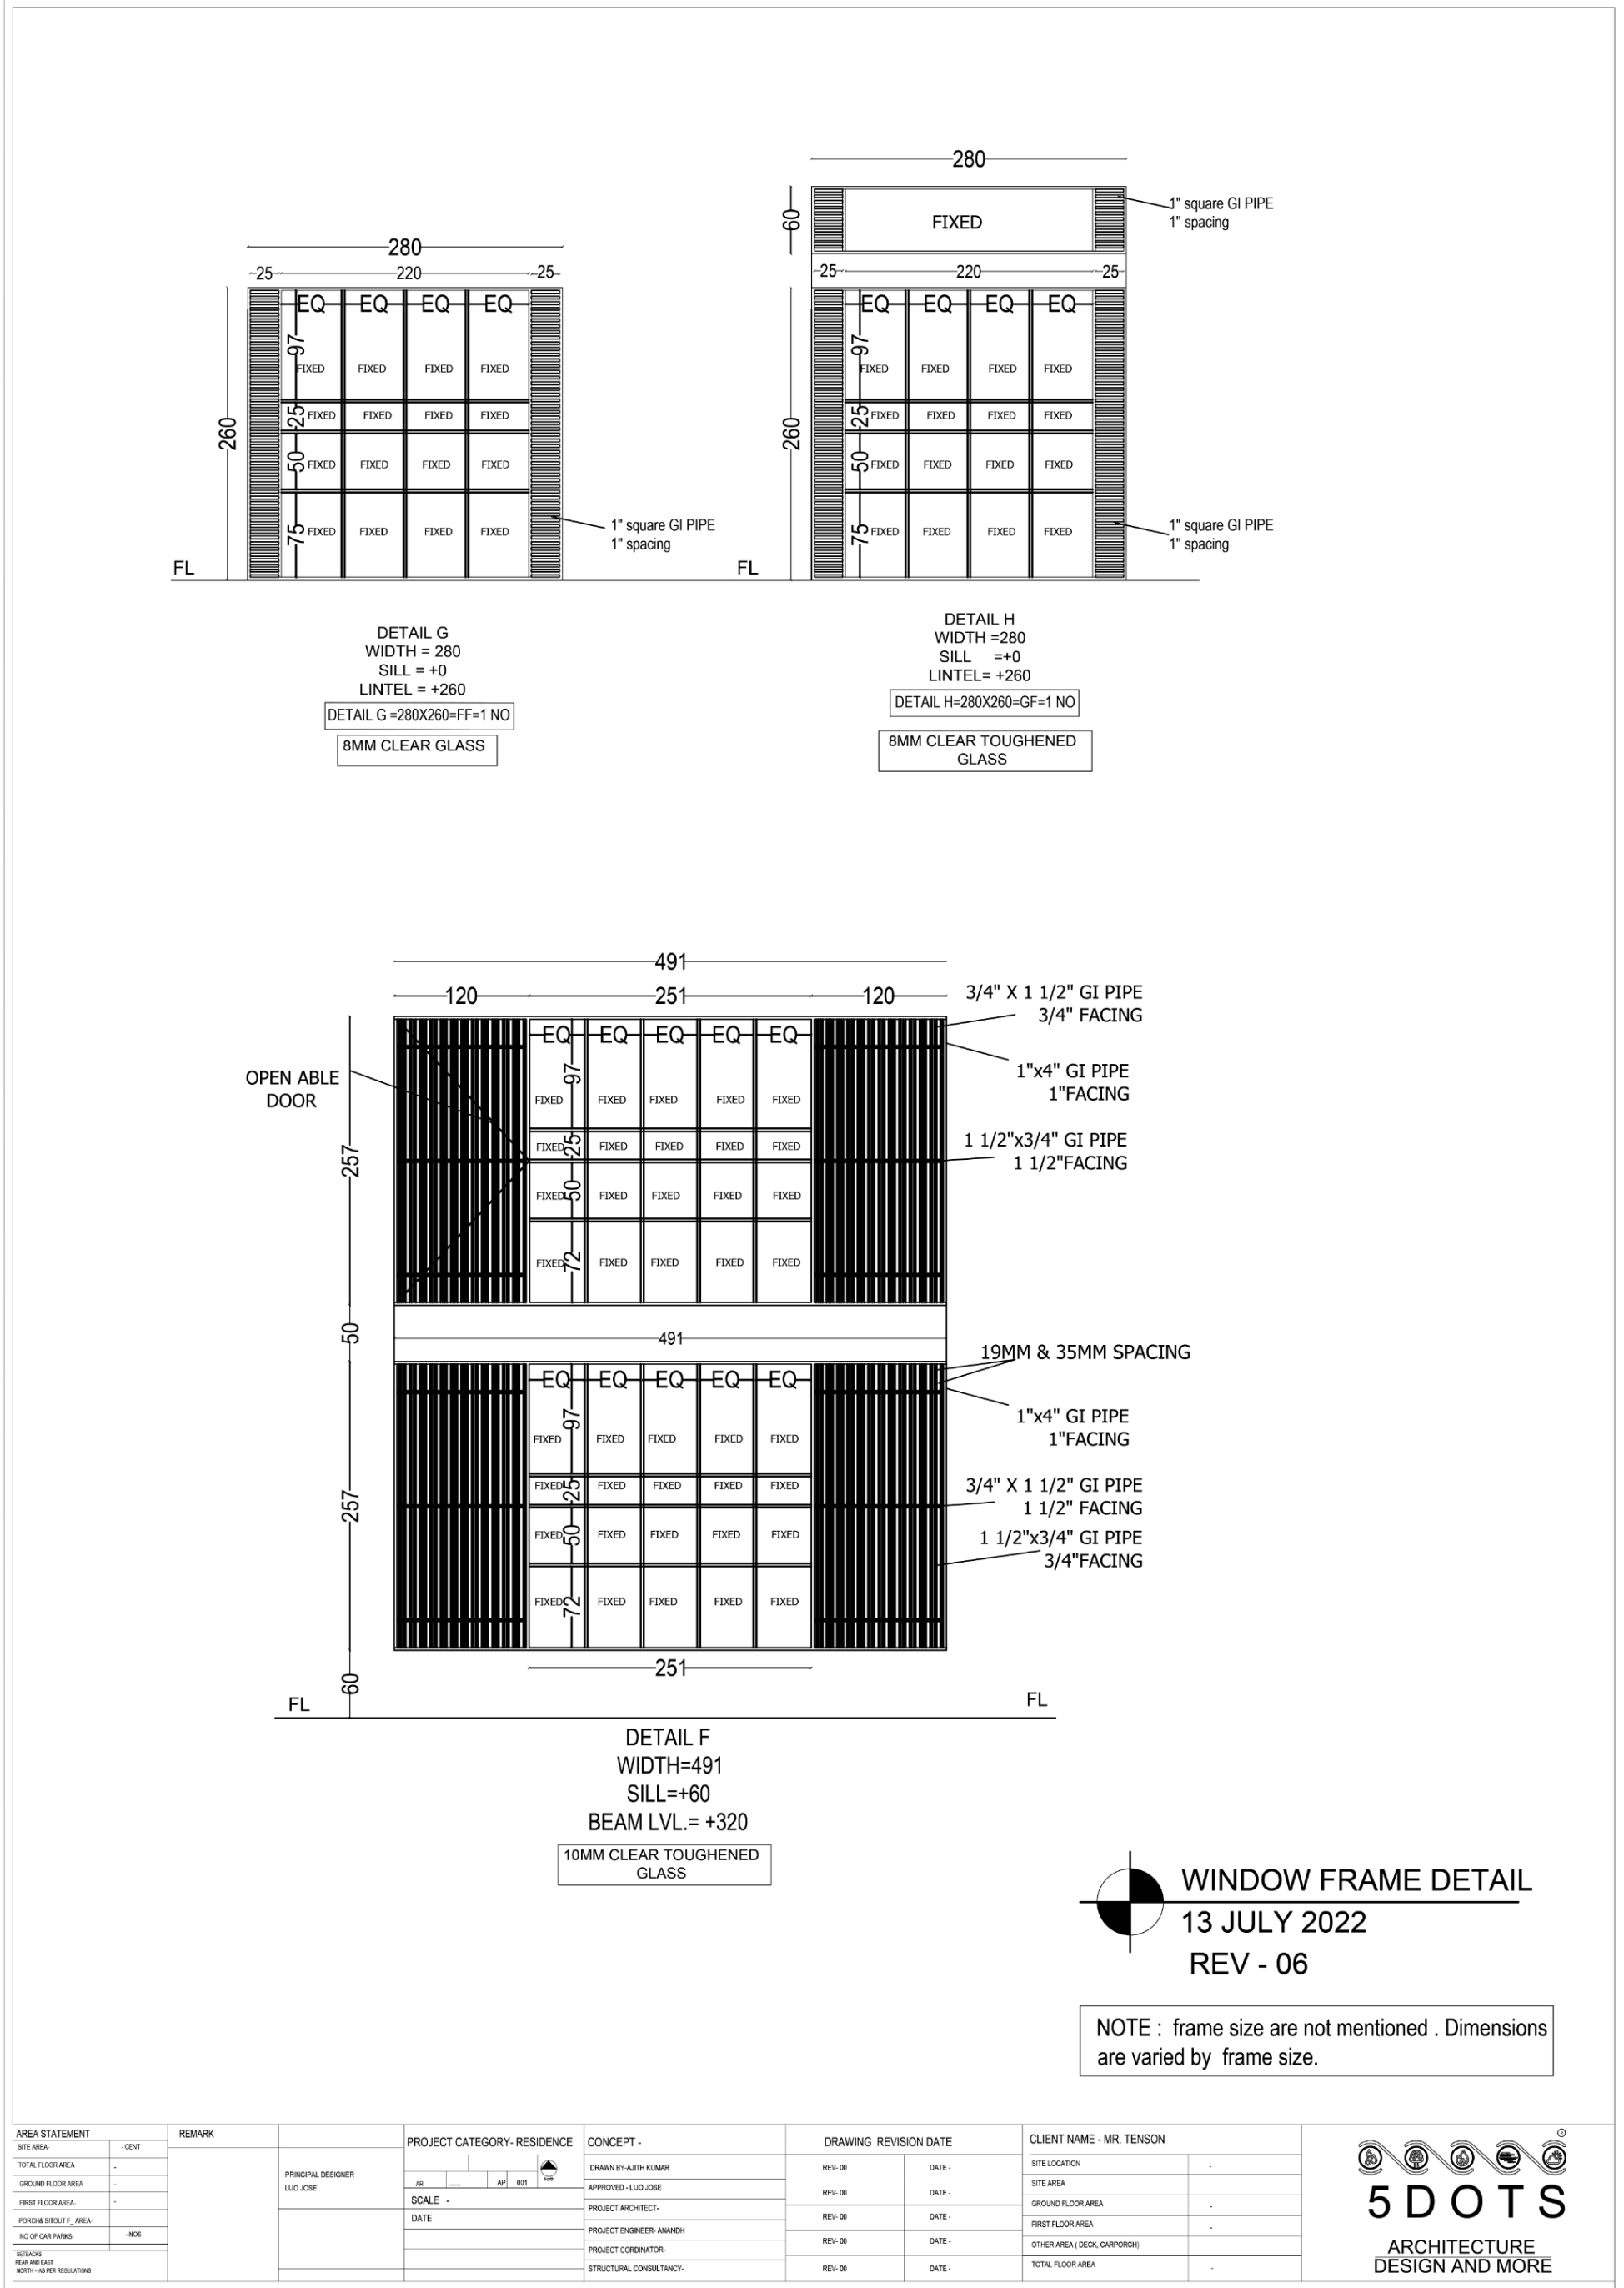 280
25 220 25
EQ EQ EQ EQ
97
FIXED FIXED FIXED FIXED
25
FIXED FIXED FIXED FIXED
260
50
FIXED FIXED FIXED FIXED
75
FIXED FIXED FIXED FIXED
1" square GI PIPE
1" spacing
FL
DETAIL G
WIDTH = 280
SILL = +0
LINTEL = +260
DETAIL G =280X260=FF=1 NO
8MM CLEAR GLASS
280
60
FIXED
1" square GI PIPE
1" spacing
25 220 25
EQ EQ EQ EQ
97
FIXED FIXED FIXED FIXED
25
FIXED FIXED FIXED FIXED
260
50
FIXED FIXED FIXED FIXED
75
FIXED FIXED FIXED FIXED
1" square GI PIPE
1" spacing
FL
DETAIL H
WIDTH =280
SILL =+0
LINTEL= +260
DETAIL H=280X260=GF=1 NO
8MM CLEAR TOUGHENED
GLASS
491
120 251 120
3/4" X 1 1/2" GI PIPE
3/4" FACING
EQ EQ EQ EQ EQ
97
1"x4" GI PIPE
1"FACING
OPEN ABLE
DOOR
FIXED FIXED FIXED FIXED FIXED
25
FIXED FIXED FIXED FIXED FIXED
1 1/2"x3/4" GI PIPE
1 1/2"FACING
257
50
FIXED FIXED FIXED FIXED FIXED
72
FIXED FIXED FIXED FIXED FIXED
50
491
19MM & 35MM SPACING
EQ EQ EQ EQ EQ
97
1"x4" GI PIPE
1"FACING
FIXED FIXED FIXED FIXED FIXED
25
FIXED FIXED FIXED FIXED FIXED
3/4" X 1 1/2" GI PIPE
1 1/2" FACING
257
50
FIXED FIXED FIXED FIXED FIXED
1 1/2"x3/4" GI PIPE
3/4"FACING
72
FIXED FIXED FIXED FIXED FIXED
251
60
FL FL
DETAIL F
WIDTH=491
SILL=+60
BEAM LVL.= +320
10MM CLEAR TOUGHENED
GLASS
WINDOW FRAME DETAIL
13 JULY 2022
REV - 06
NOTE : frame size are not mentioned . Dimensions
are varied by frame size.
AREA STATEMENT
SITE AREA- - CENT
TOTAL FLOOR AREA -
GROUND FLOOR AREA -
FIRST FLOOR AREA- -
PORCH& SITOUT F_ AREA-
NO OF CAR PARKS- -NOS
SETBACKS
REAR AND EAST
NORTH = AS PER REGULATIONS
REMARK
PRINCIPAL DESIGNER
LIJO JOSE
PROJECT CATEGORY- RESIDENCE
AR AP 001
SCALE -
DATE
CONCEPT -
DRAWN BY-AJITH KUMAR
APPROVED - LIJO JOSE
PROJECT ARCHITECT-
PROJECT ENGINEER- ANANDH
PROJECT CORDINATOR-
STRUCTURAL CONSULTANCY-
DRAWING REVISION DATE
REV- 00 DATE -
REV- 00 DATE -
REV- 00 DATE -
REV- 00 DATE -
REV- 00 DATE -
CLIENT NAME - MR. TENSON
SITE LOCATION -
SITE AREA
GROUND FLOOR AREA -
FIRST FLOOR AREA -
OTHER AREA ( DECK, CARPORCH)
TOTAL FLOOR AREA -
5 D O T S
ARCHITECTURE
DESIGN AND MORE